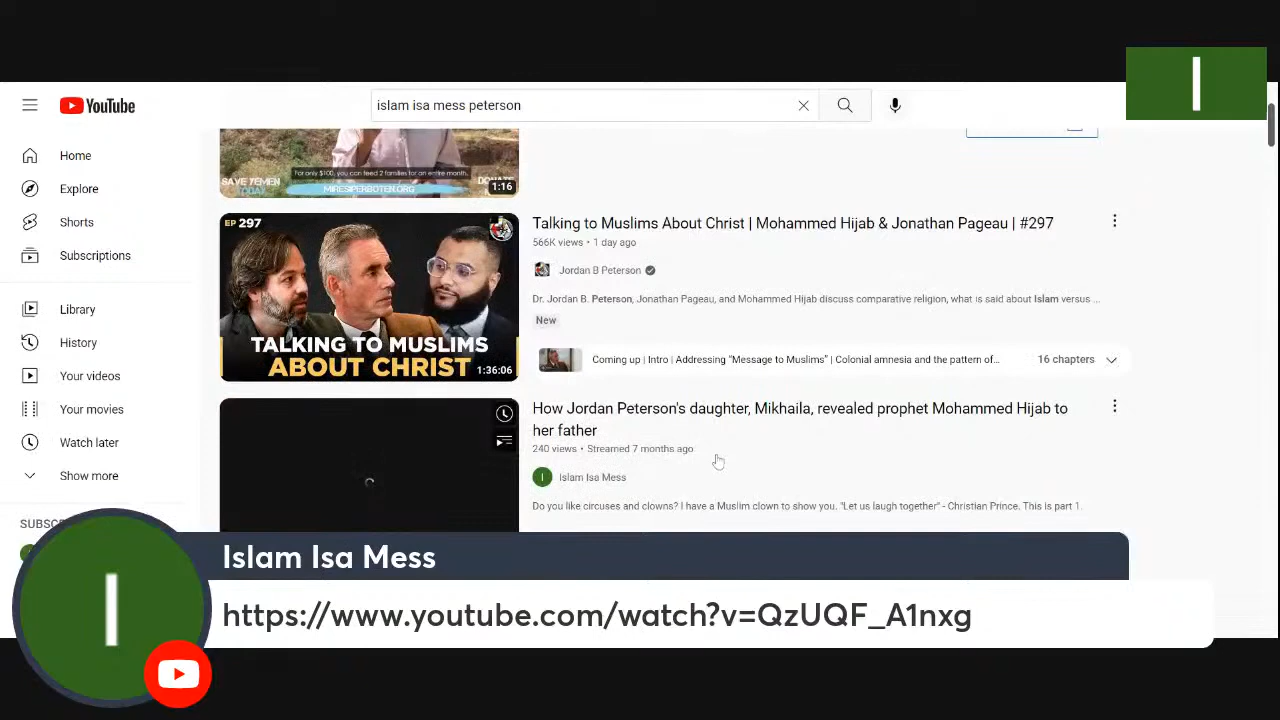 I
YouTube
islam isa mess peterson
Home
Explore
Shorts
Subscriptions
Library
History
Your videos
Your movies
Watch later
Show more
SUBSC
For only $100, you can feed 2 families for an entire month.
SAVE YEMEN
TODAY
MIRESIPERBOTEN.ORG
1:16
EP 297
TALKING TO MUSLIMS
ABOUT CHRIST
1:36:06
Talking to Muslims About Christ | Mohammed Hijab & Jonathan Pageau | #297
566K views • 1 day ago
Jordan B Peterson
Dr. Jordan B. Peterson, Jonathan Pageau, and Mohammed Hijab discuss comparative religion, what is said about Islam versus ...
New
Coming up | Intro | Addressing "Message to Muslims" | Colonial amnesia and the pattern of...
16 chapters
How Jordan Peterson's daughter, Mikhaila, revealed prophet Mohammed Hijab to
her father
240 views • Streamed 7 months ago
I
Islam Isa Mess
Do you like circuses and clowns? I have a Muslim clown to show you. "Let us laugh together" - Christian Prince. This is part 1.
I
Islam Isa Mess
https://www.youtube.com/watch?v=QzUQF_A1nxg